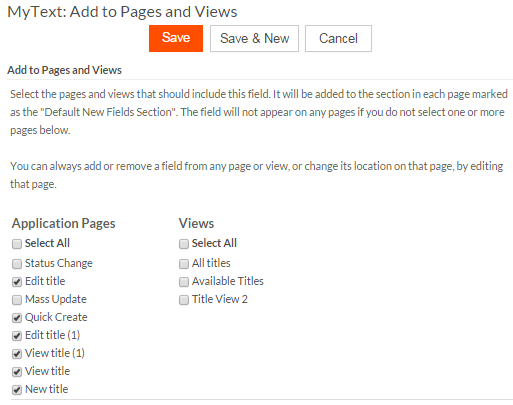 MyText: Add to Pages and Views
Save
Save & New
Cancel
Add to Pages and Views
Select the pages and views that should include this field. It will be added to the section in each page marked
as the "Default New Fields Section". The field will not appear on any pages if you do not select one or more
pages below.
You can always add or remove a field from any page or view, or change its location on that page, by editing
that page.
Application Pages
Select All
Status Change
Edit title
Mass Update
Quick Create
Edit title (1)
View title (1)
View title
New title
Views
Select All
All titles
Available Titles
Title View 2